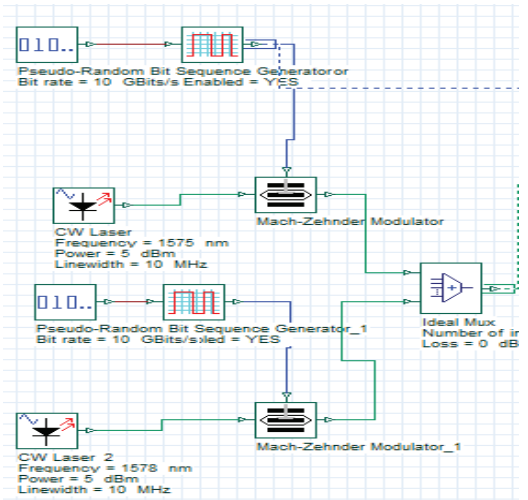 010..
Pseudo-Random Bit Sequence Generatoror
Bit rate = 10 GBits/s Enabled = YES
Mach-Zehnder Modulator
CW Laser
Frequency = 1575 nm
Power = 5 dBm
Linewidth = 10 MHz
010..
Pseudo-Random Bit Sequence Generator_1
Bit rate = 10 GBits/s)led = YES
Ideal Mux
Number of in
Loss = 0 dB
Mach-Zehnder Modulator_1
CW Laser 2
Frequency = 1578 nm
Power = 5 dBm
Linewidth = 10 MHz